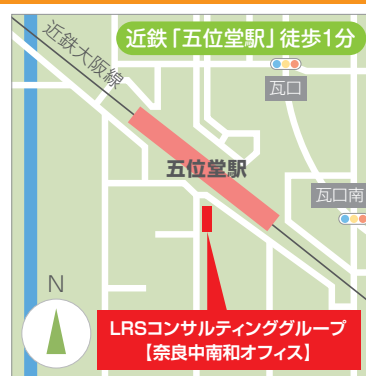 近鉄「五位堂駅」徒歩1分
近鉄大阪線
瓦口
五位堂駅
瓦口南
N
LRSコンサルティンググループ
【奈良中南和オフィス】